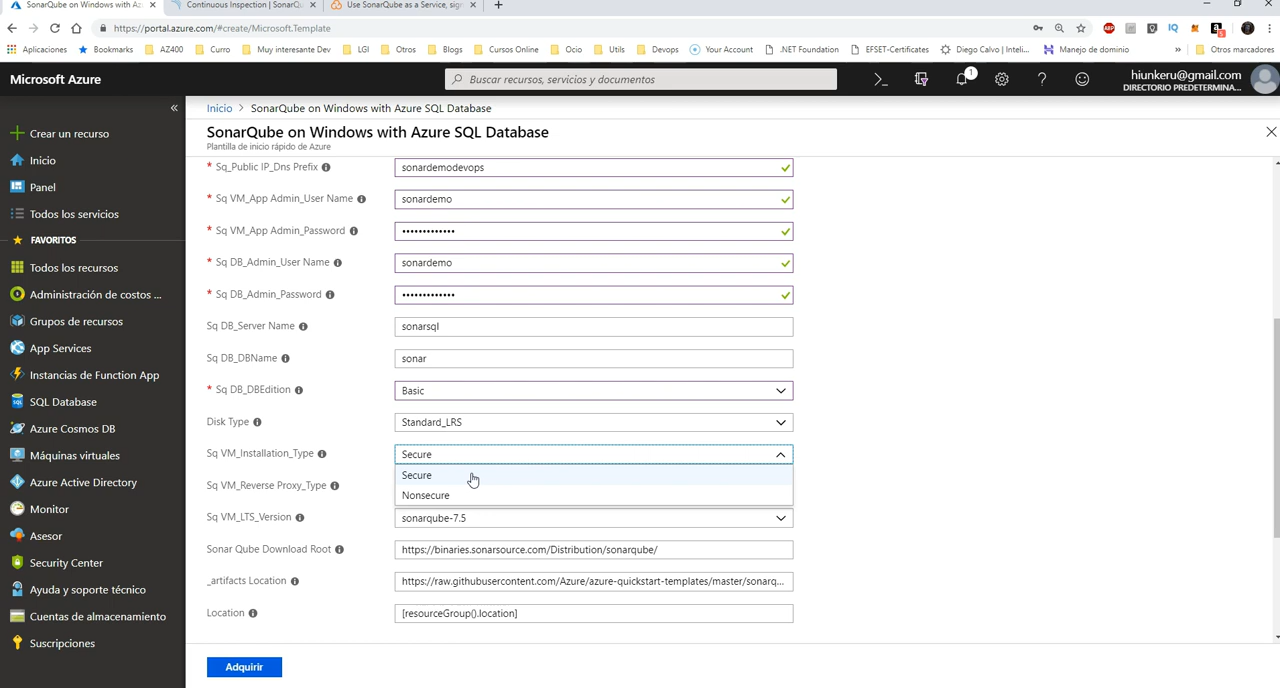 SonarQube on Windows with Az
Continuous Inspection | SonarQu
Use SonarQube as a Service, sig
https://portal.azure.com/#create/Microsoft.Template
Aplicaciones
Bookmarks
AZ400
Curro
Muy interesante Dev
LGI
Otros
Blogs
Cursos Online
Ocio
Utils
Devops
Your Account
.NET Foundation
EFSET-Certificates
Diego Calvo | Inteli...
Manejo de dominio
»
Otros marcadores
Microsoft Azure
Buscar recursos, servicios y documentos
1
hiunkeru@gmail.com
DIRECTORIO PREDETERMINA...
«
Crear un recurso
Inicio
Panel
Todos los servicios
FAVORITOS
Todos los recursos
Administración de costos ...
Grupos de recursos
App Services
Instancias de Function App
SQL Database
Azure Cosmos DB
Máquinas virtuales
Azure Active Directory
Monitor
Asesor
Security Center
Ayuda y soporte técnico
Cuentas de almacenamiento
Suscripciones
Inicio > SonarQube on Windows with Azure SQL Database
SonarQube on Windows with Azure SQL Database
Plantilla de inicio rápido de Azure
* Sq_Public IP_Dns Prefix sonardemodevops
* Sq VM_App Admin_User Name sonardemo
* Sq VM_App Admin_Password •••••••••••••
* Sq DB_Admin_User Name sonardemo
* Sq DB_Admin_Password •••••••••••••
Sq DB_Server Name sonarsql
Sq DB_DBName sonar
* Sq DB_DBEdition Basic
Disk Type Standard_LRS
Sq VM_Installation_Type Secure
Secure
Sq VM_Reverse Proxy_Type
Nonsecure
Sq VM_LTS_Version sonarqube-7.5
Sonar Qube Download Root https://binaries.sonarsource.com/Distribution/sonarqube/
_artifacts Location https://raw.githubusercontent.com/Azure/azure-quickstart-templates/master/sonarq...
Location [resourceGroup().location]
Adquirir